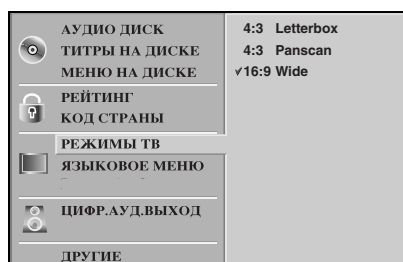 АУДИО ДИСК
ТИТРЫ НА ДИСКЕ
МЕНЮ НА ДИСКЕ
РЕЙТИНГ
КОД СТРАНЫ
РЕЖИМЫ ТВ
ЯЗЫКОВОЕ МЕНЮ
ЦИФР.АУД.ВЫХОД
ДРУГИЕ
4:3 Letterbox
4:3 Panscan
✓16:9 Wide